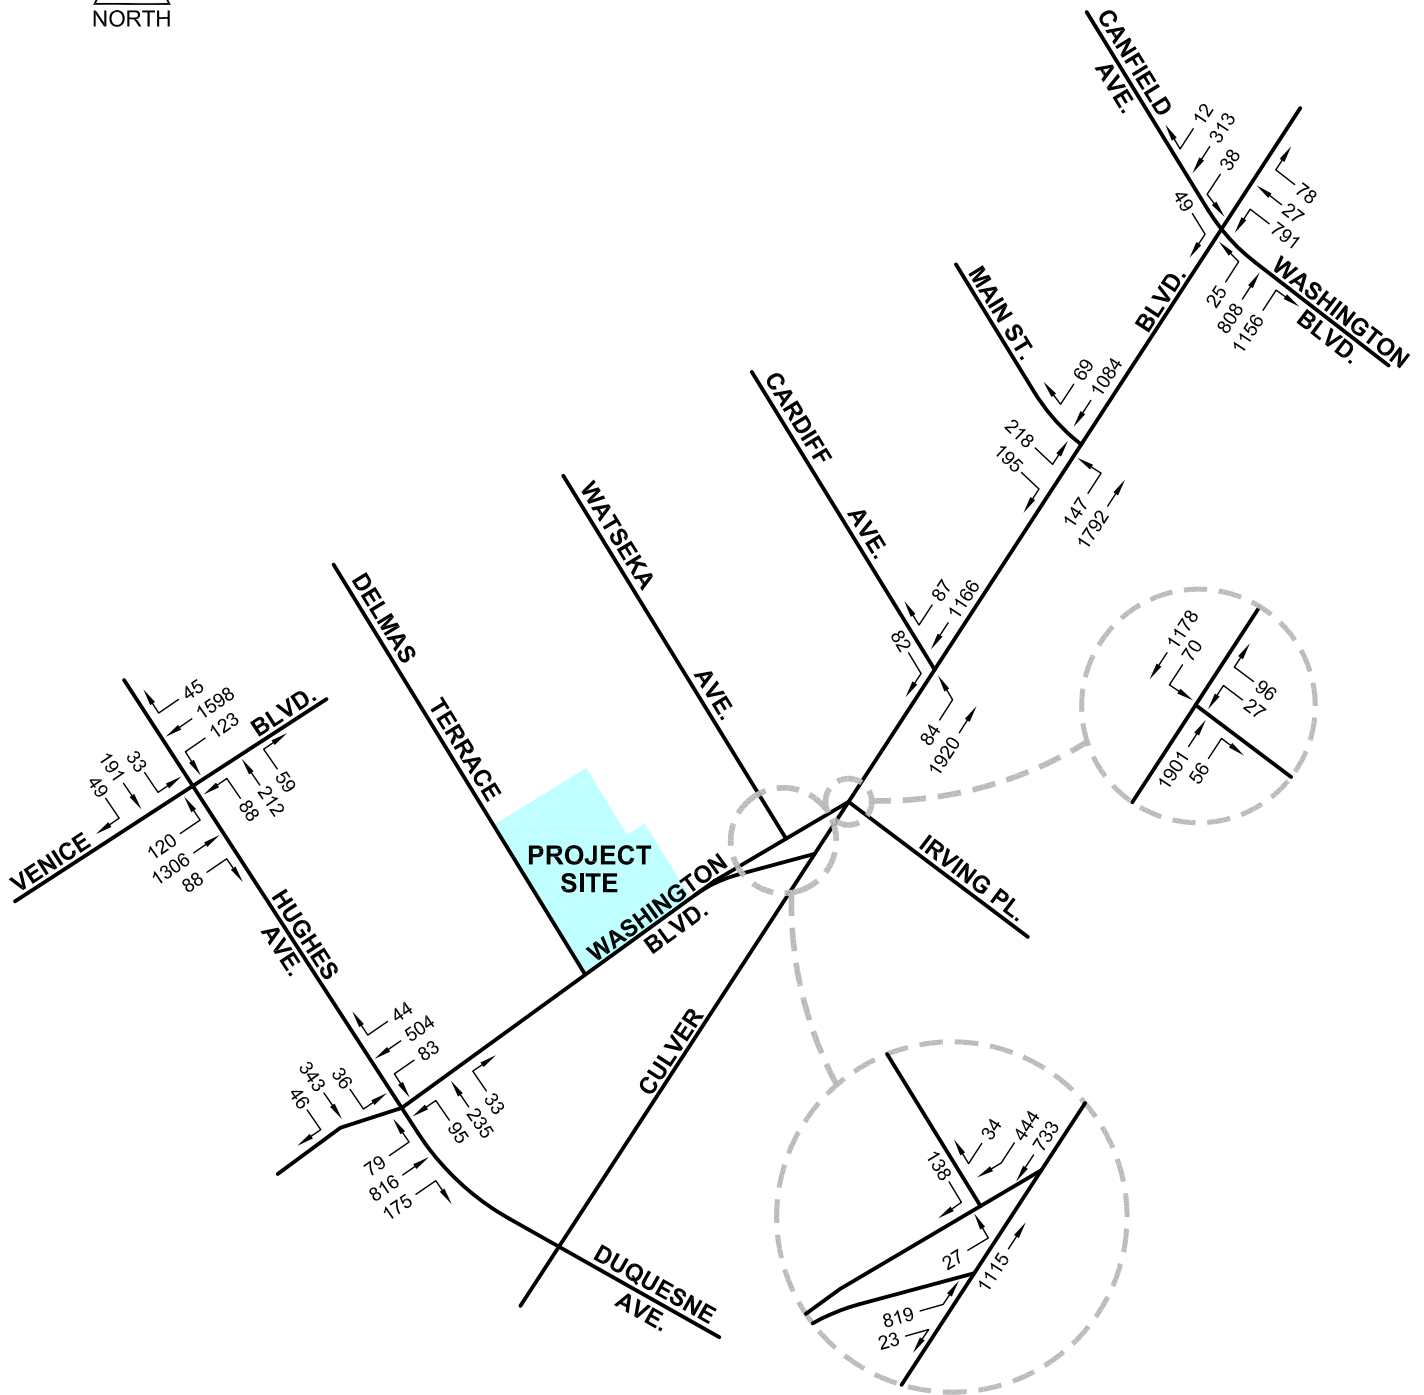 NORTH
CANFIELD
AVE.
12
313
38
49
78
27
791
25
808
1156
WASHINGTON
BLVD.
MAIN ST.
BLVD.
69
1084
218
195
147
1792
CARDIFF
AVE.
87
1166
82
84
1920
WATSEKA
AVE.
1178
70
96
27
1901
56
DELMAS
TERRACE
45
1598
123
BLVD.
33
191
49
59
212
88
VENICE
120
1306
88
PROJECT
SITE
WASHINGTON
BLVD.
IRVING PL.
HUGHES
AVE.
CULVER
44
504
83
36
343
46
33
235
95
79
816
175
34
444
733
138
27
1115
819
23
DUQUESNE
AVE.